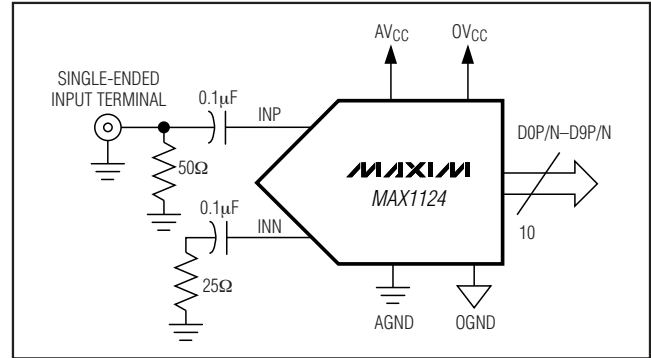 AVCC
OVCC
SINGLE-ENDED
INPUT TERMINAL
0.1μF
INP
D0P/N–D9P/N
50Ω
MAXIM
MAX1124
0.1μF
INN
10
25Ω
AGND
OGND